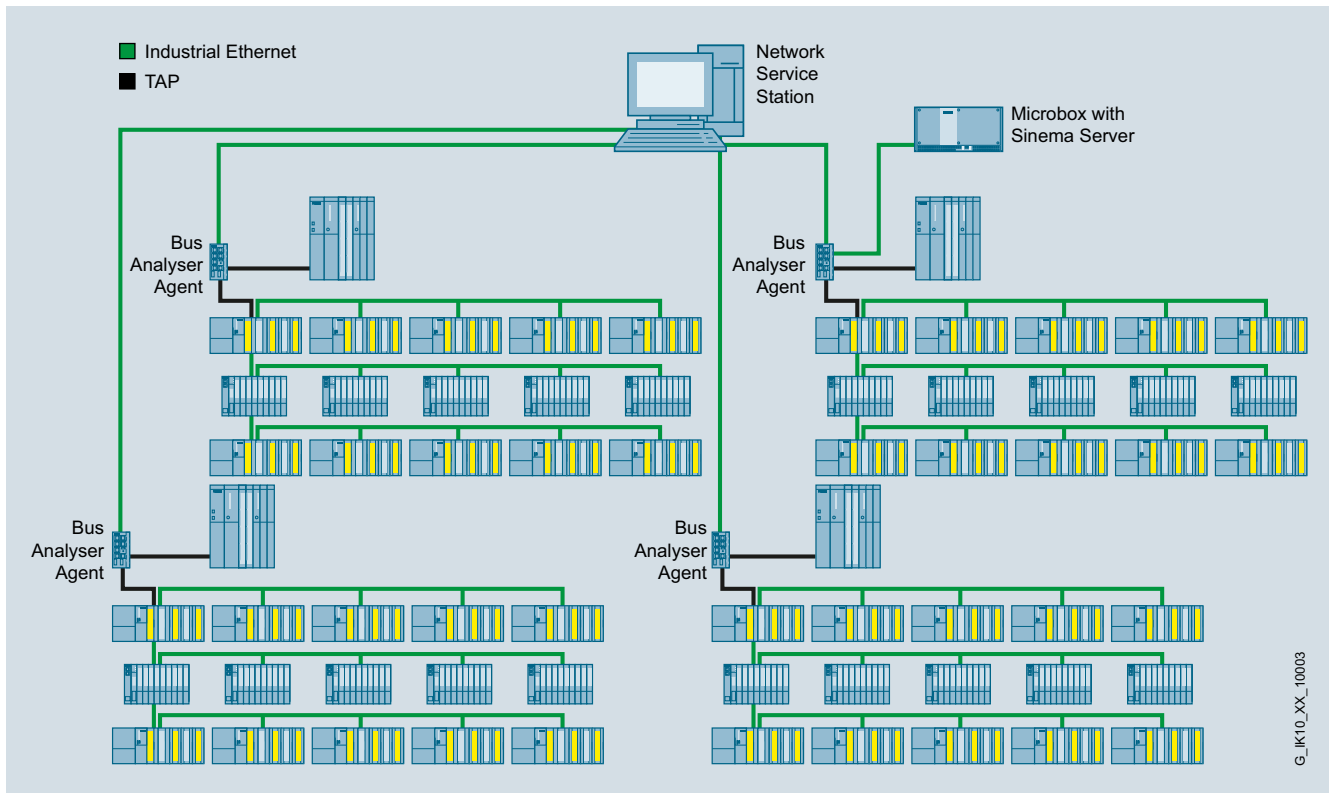 Industrial Ethernet
TAP
Network
Service
Station
Microbox with
Sinema Server
Bus
Analyser
Agent
Bus
Analyser
Agent
Bus
Analyser
Agent
Bus
Analyser
Agent
G_IK10_XX_10003